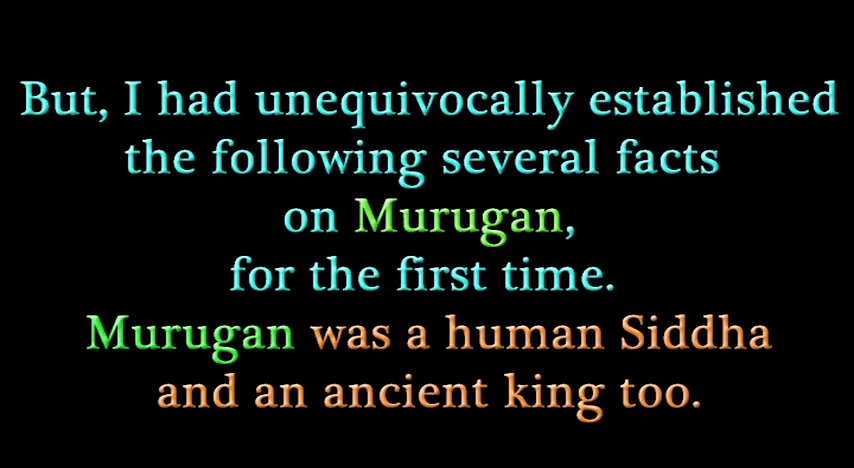 But, I had unequivocally established
the following several facts
on Murugan,
for the first time.
Murugan was a human Siddha
and an ancient king too.